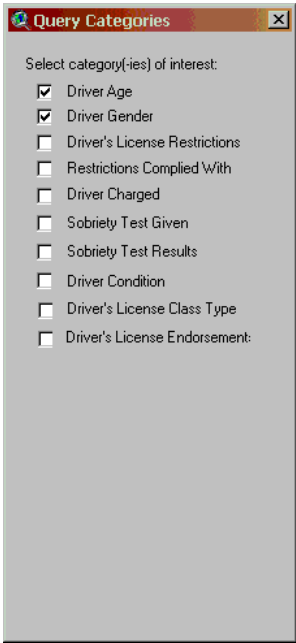 Query Categories
Select category(-ies) of interest:
Driver Age
Driver Gender
Driver's License Restrictions
Restrictions Complied With
Driver Charged
Sobriety Test Given
Sobriety Test Results
Driver Condition
Driver's License Class Type
Driver's License Endorsement: